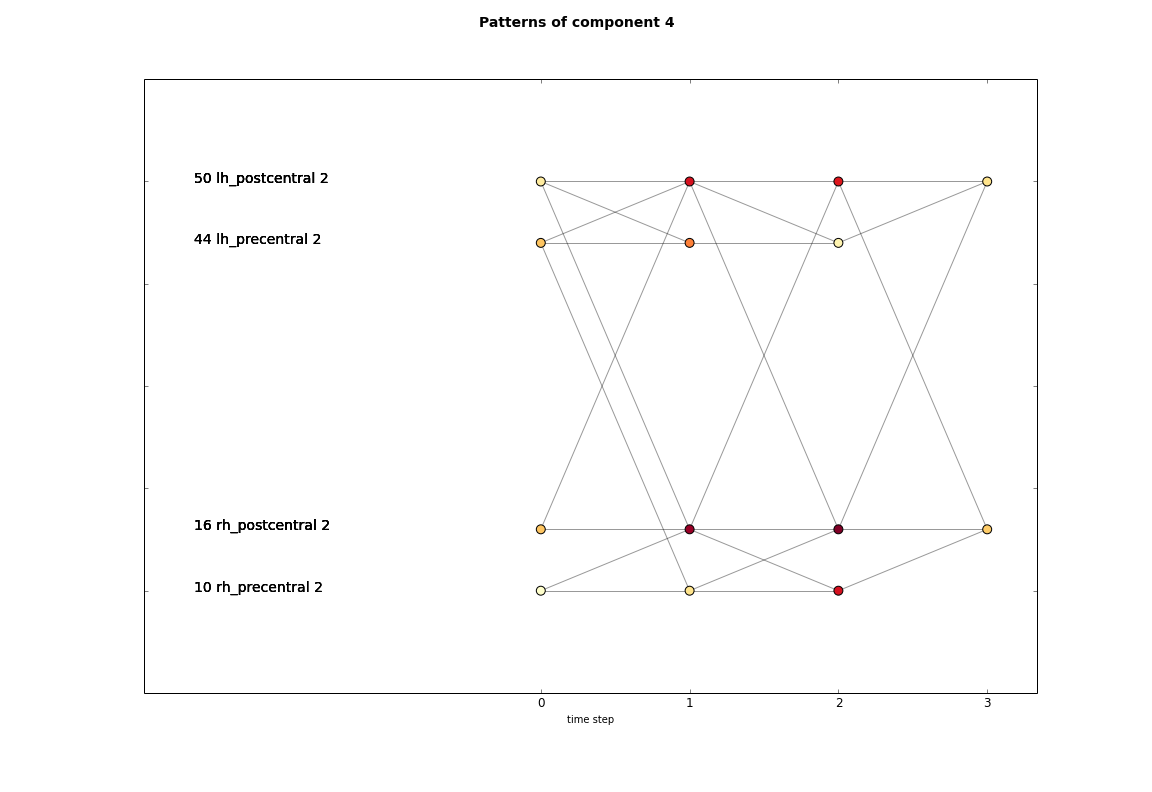 Patterns of component 4
50 lh_postcentral 2
44 lh_precentral 2
16 rh_postcentral 2
10 rh_precentral 2
0 1 2 3
time step